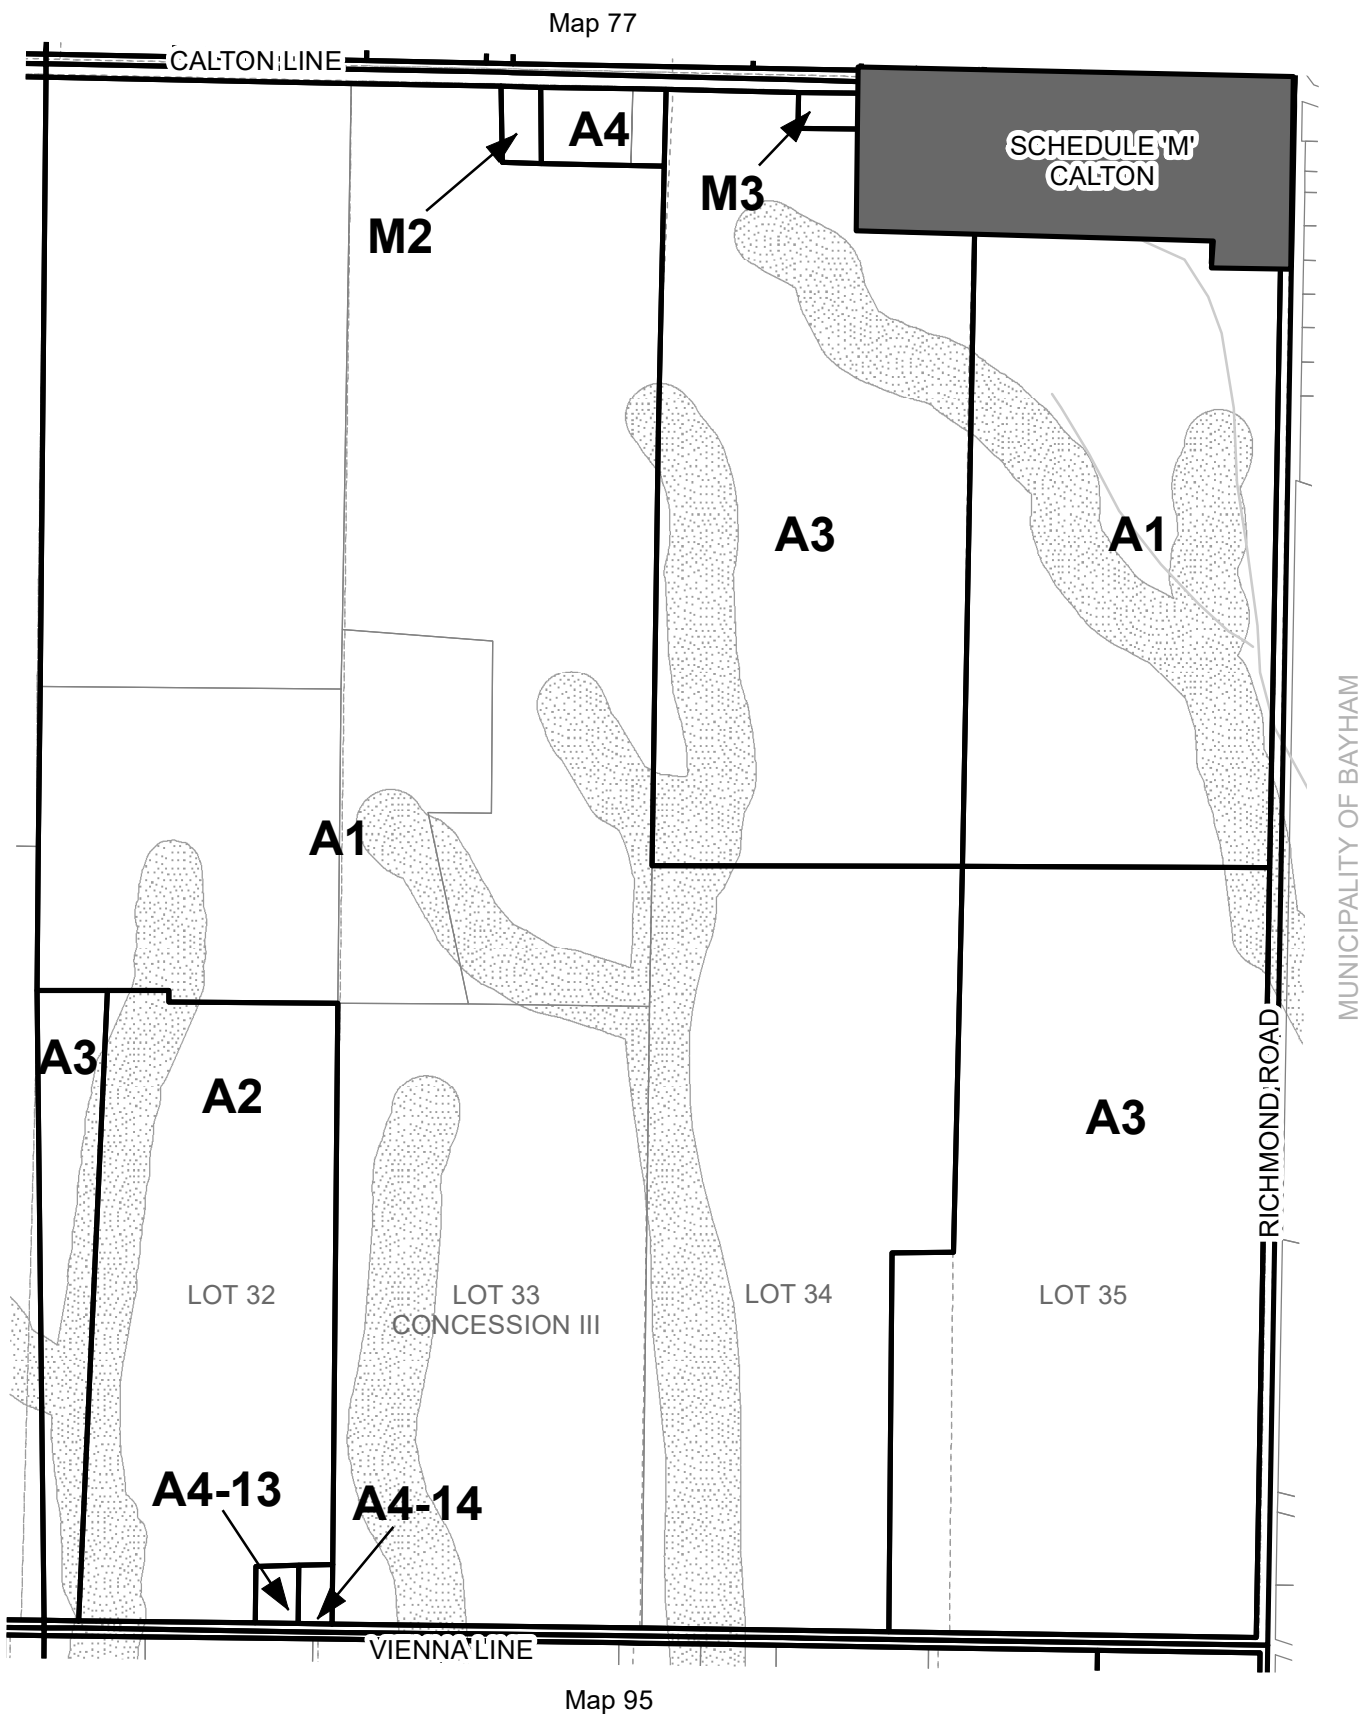 Map 77
CALTON LINE
A4
SCHEDULE 'M'
CALTON
M3
M2
A3
A1
A1
MUNICIPALITY OF BAYHAM
A3
A2
A3
RICHMOND ROAD
LOT 32
LOT 33
CONCESSION III
LOT 34
LOT 35
A4-13
A4-14
VIENNA LINE
Map 95